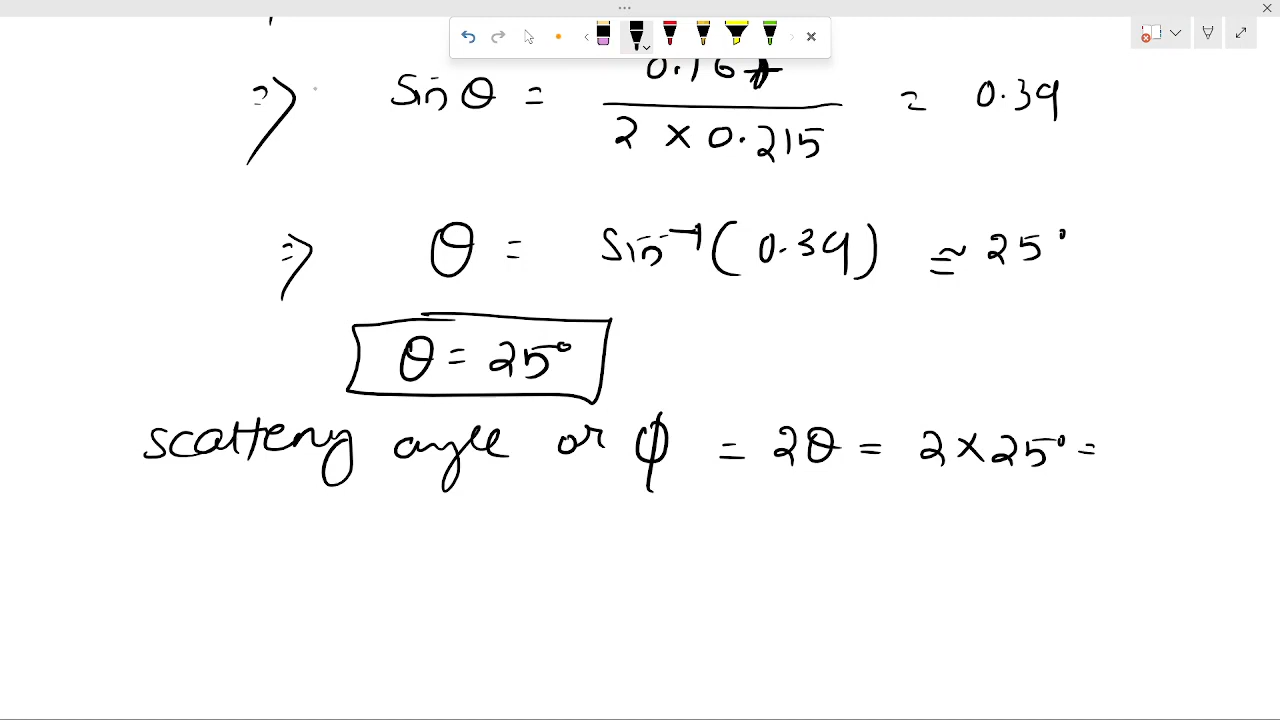 ⇒ Sin θ = 0.16 / 2 × 0.215 = 0.39
⇒ θ = Sin⁻¹ ( 0.39 ) ≅ 25°
θ = 25°
scattering angle or φ = 2θ = 2 × 25° =